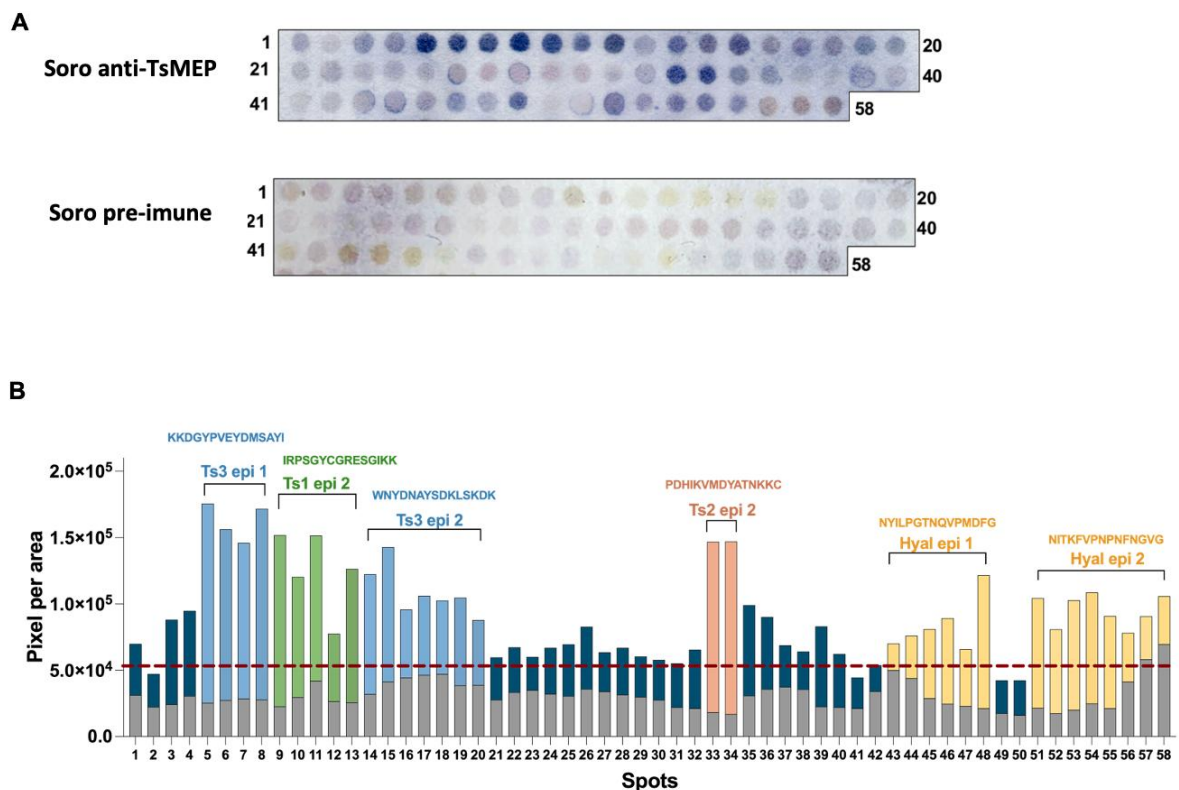 A
Soro anti-TsMEP
1 20
21 40
41 58
Soro pre-imune
1 20
21 40
41 58
B
KKDGYPVEYDMSAYI
Ts3 epi 1
IRPSGYCGRESGIKK
Ts1 epi 2
WNYDNAYSDKLSKDK
Ts3 epi 2
PDHIKVMDYATNKKC
Ts2 epi 2
NYILPGTNQVPMDFG
Hyal epi 1
NITKFVPNPNFNGVG
Hyal epi 2
Pixel per area
2.0×10⁵
1.5×10⁵
1.0×10⁵
5.0×10⁴
0.0
1 2 3 4 5 6 7 8 9 10 11 12 13 14 15 16 17 18 19 20 21 22 23 24 25 26 27 28 29 30 31 32 33 34 35 36 37 38 39 40 41 42 43 44 45 46 47 48 49 50 51 52 53 54 55 56 57 58
Spots